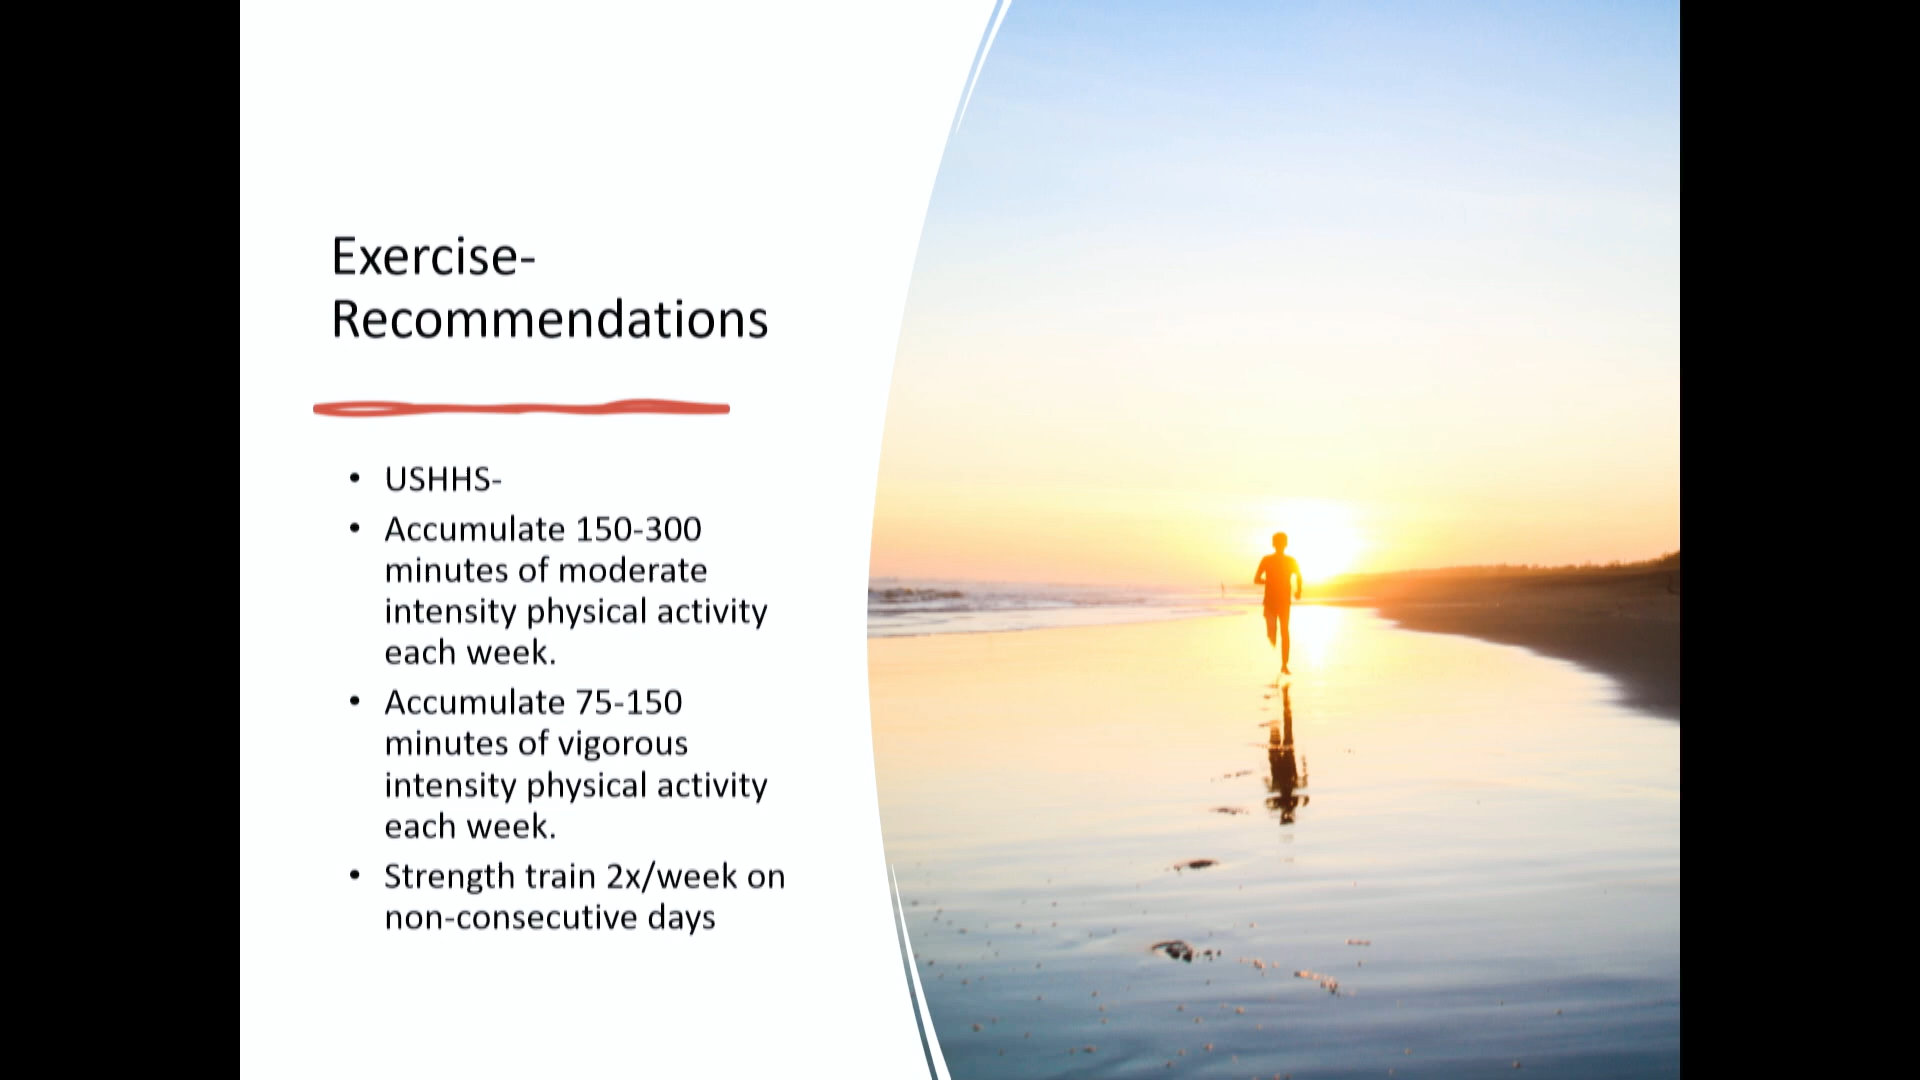 Exercise-
Recommendations
• USHHS-
• Accumulate 150-300
minutes of moderate
intensity physical activity
each week.
• Accumulate 75-150
minutes of vigorous
intensity physical activity
each week.
• Strength train 2x/week on
non-consecutive days